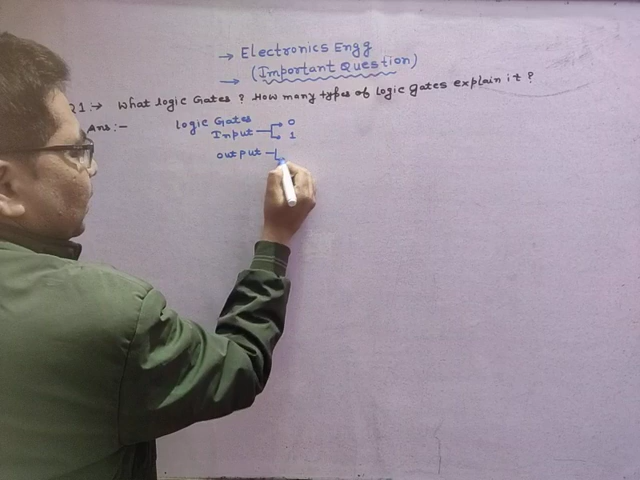 → Electronics Engg
→ (Important Question)
Q1:→ What logic Gates ? How many types of logic gates explain it ?
Ans:- logic Gates
Input 0
1
output